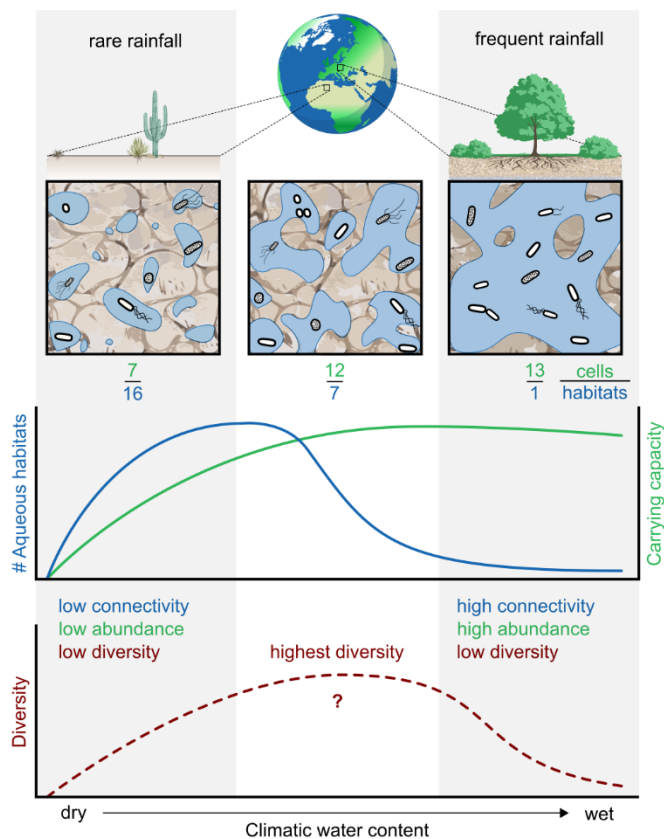 rare rainfall
frequent rainfall
7
16
12
7
13
1
cells
habitats
# Aqueous habitats
Carrying capacity
low connectivity
low abundance
low diversity
high connectivity
high abundance
low diversity
highest diversity
?
Diversity
dry
wet
Climatic water content